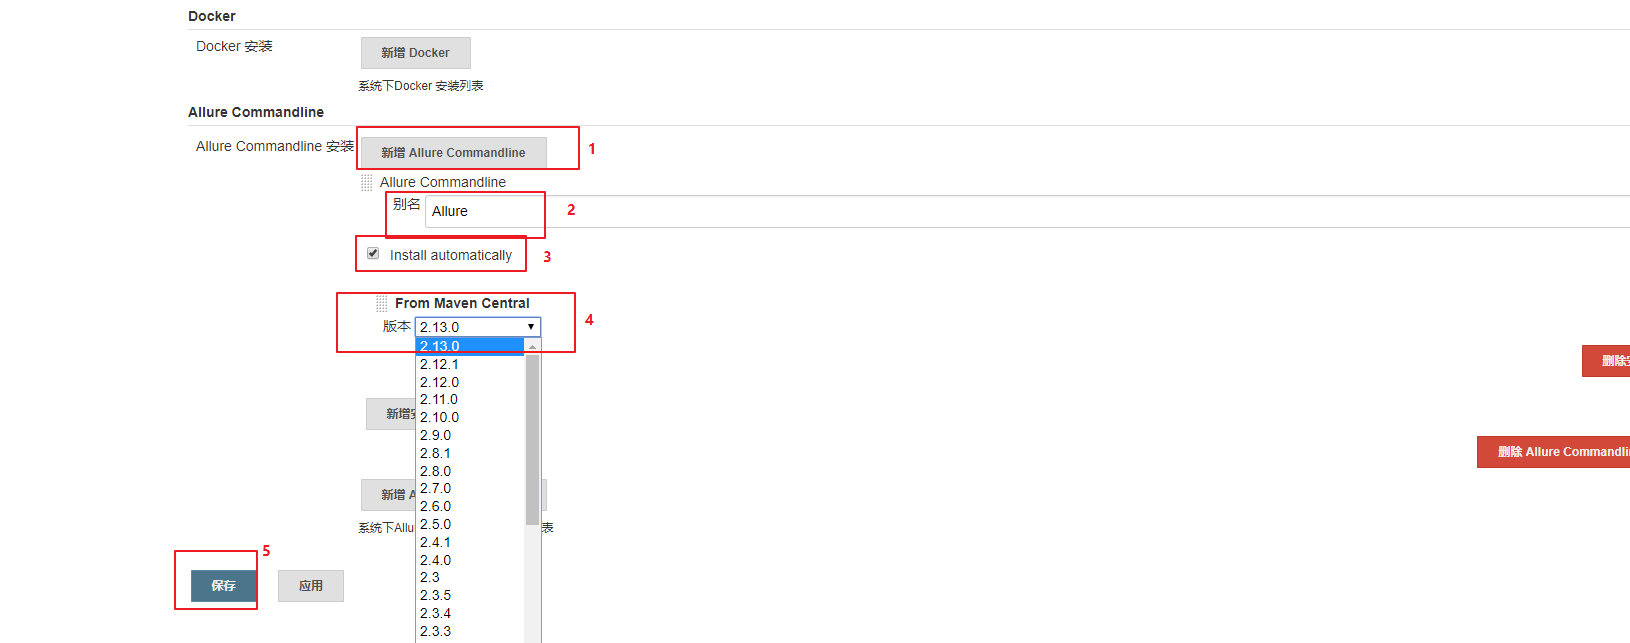 Docker
Docker 安装
新增 Docker
系统下Docker 安装列表
Allure Commandline
Allure Commandline 安装
新增 Allure Commandline
1
Allure Commandline
别名
Allure
2
Install automatically
3
From Maven Central
版本
2.13.0
4
2.13.0
2.12.1
2.12.0
2.11.0
2.10.0
2.9.0
2.8.1
2.8.0
2.7.0
2.6.0
2.5.0
2.4.1
2.4.0
2.3
2.3.5
2.3.4
2.3.3
删除
新增
删除 Allure Commandli
新增 A
系统下Allu
表
5
保存
应用